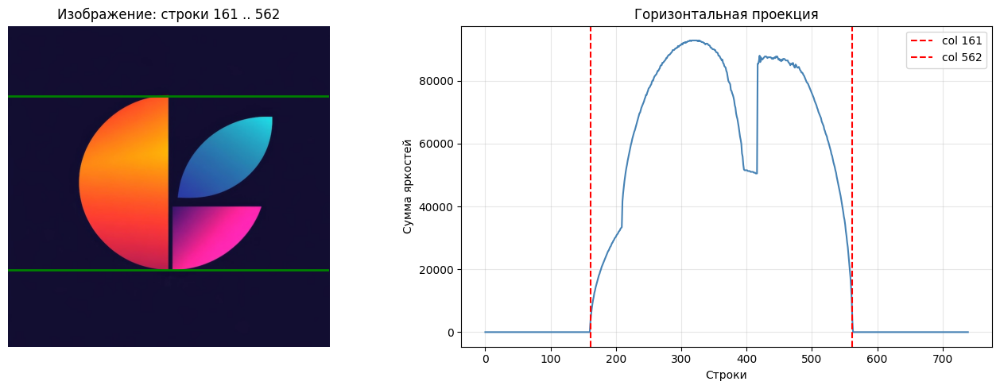 Изображение: строки 161 .. 562
Горизонтальная проекция
col 161
col 562
Сумма яркостей
80000
60000
40000
20000
0
0 100 200 300 400 500 600 700
Строки